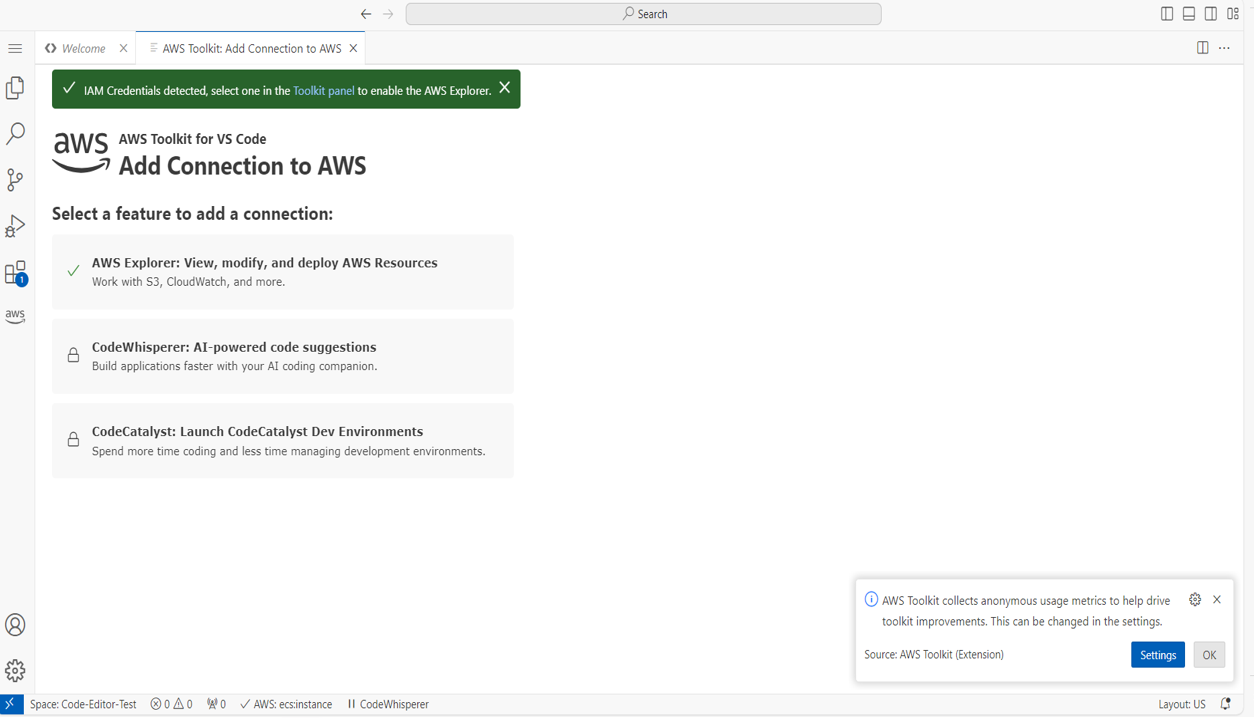 Search
Welcome
AWS Toolkit: Add Connection to AWS
IAM Credentials detected, select one in the Toolkit panel to enable the AWS Explorer.
aws
AWS Toolkit for VS Code
Add Connection to AWS
Select a feature to add a connection:
AWS Explorer: View, modify, and deploy AWS Resources
Work with S3, CloudWatch, and more.
1
aws
CodeWhisperer: AI-powered code suggestions
Build applications faster with your AI coding companion.
CodeCatalyst: Launch CodeCatalyst Dev Environments
Spend more time coding and less time managing development environments.
AWS Toolkit collects anonymous usage metrics to help drive
toolkit improvements. This can be changed in the settings.
Source: AWS Toolkit (Extension)
Settings
OK
Space: Code-Editor-Test 0 0 0 AWS: ecs:instance CodeWhisperer Layout: US